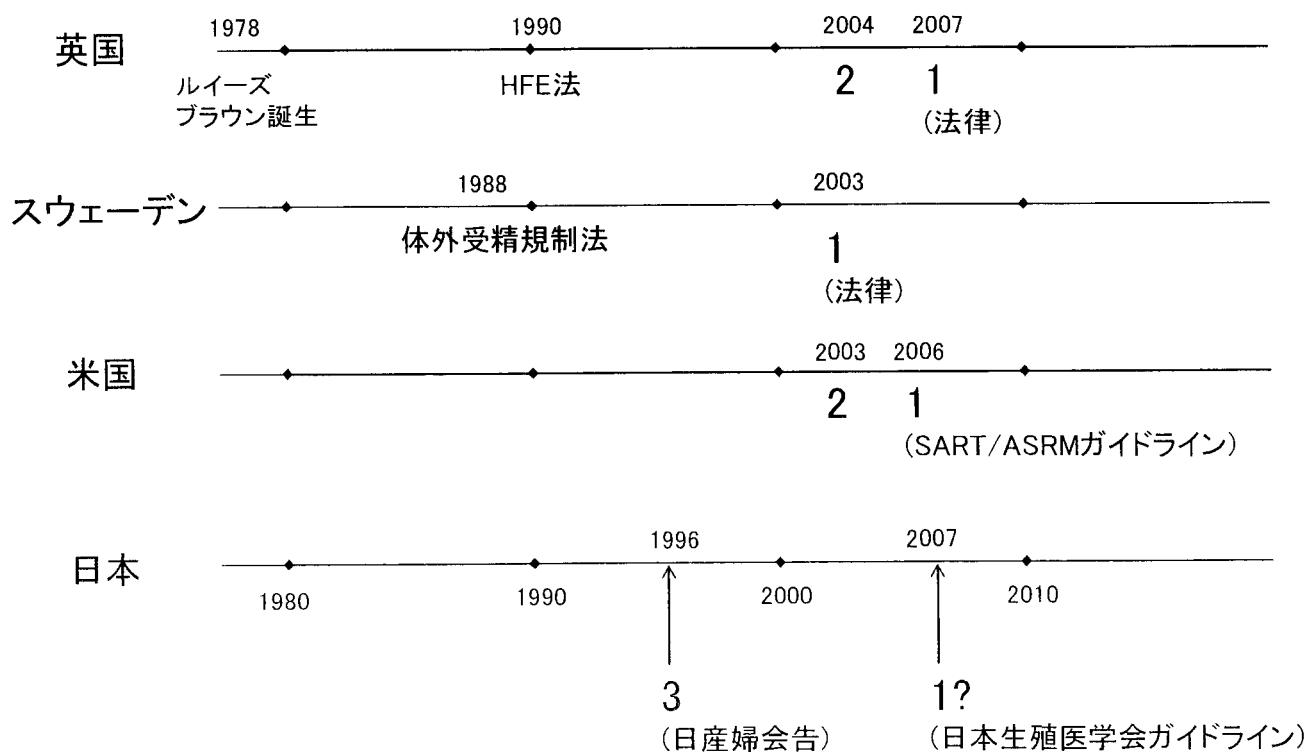 1978 1990 2004 2007
英国
ルイーズ
ブラウン誕生
HFE法
2 1
(法律)
1988 2003
スウェーデン
体外受精規制法
1
(法律)
2003 2006
米国
2 1
(SART/ASRMガイドライン)
1996 2007
日本
1980 1990 2000 2010
3 1?
(日産婦会告) (日本生殖医学会ガイドライン)